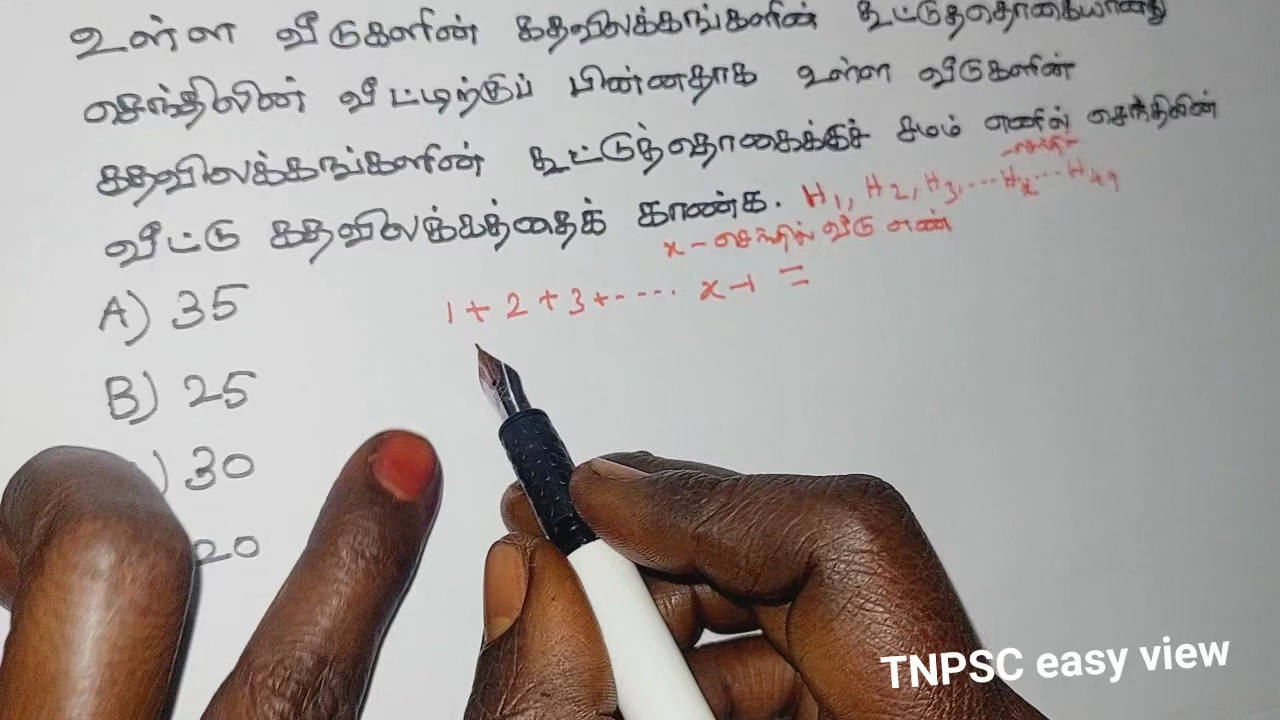 உள்ள வீடுகளின் கதவிலக்கங்களின் கூட்டுத்தொகையானது
செந்திலின் வீட்டிற்குப் பின்னதாக உள்ள வீடுகளின்
கதவிலக்கங்களின் கூட்டுத்தொகைக்குச் சமம் எனில் செந்திலின்
வீட்டு கதவிலக்கத்தைக் காண்க. H1, H2, H3, ... Hx ... H49
x - செந்தில் வீடு எண்
1 + 2 + 3 + ---- x-1 =
A) 35
B) 25
) 30
20
TNPSC easy view